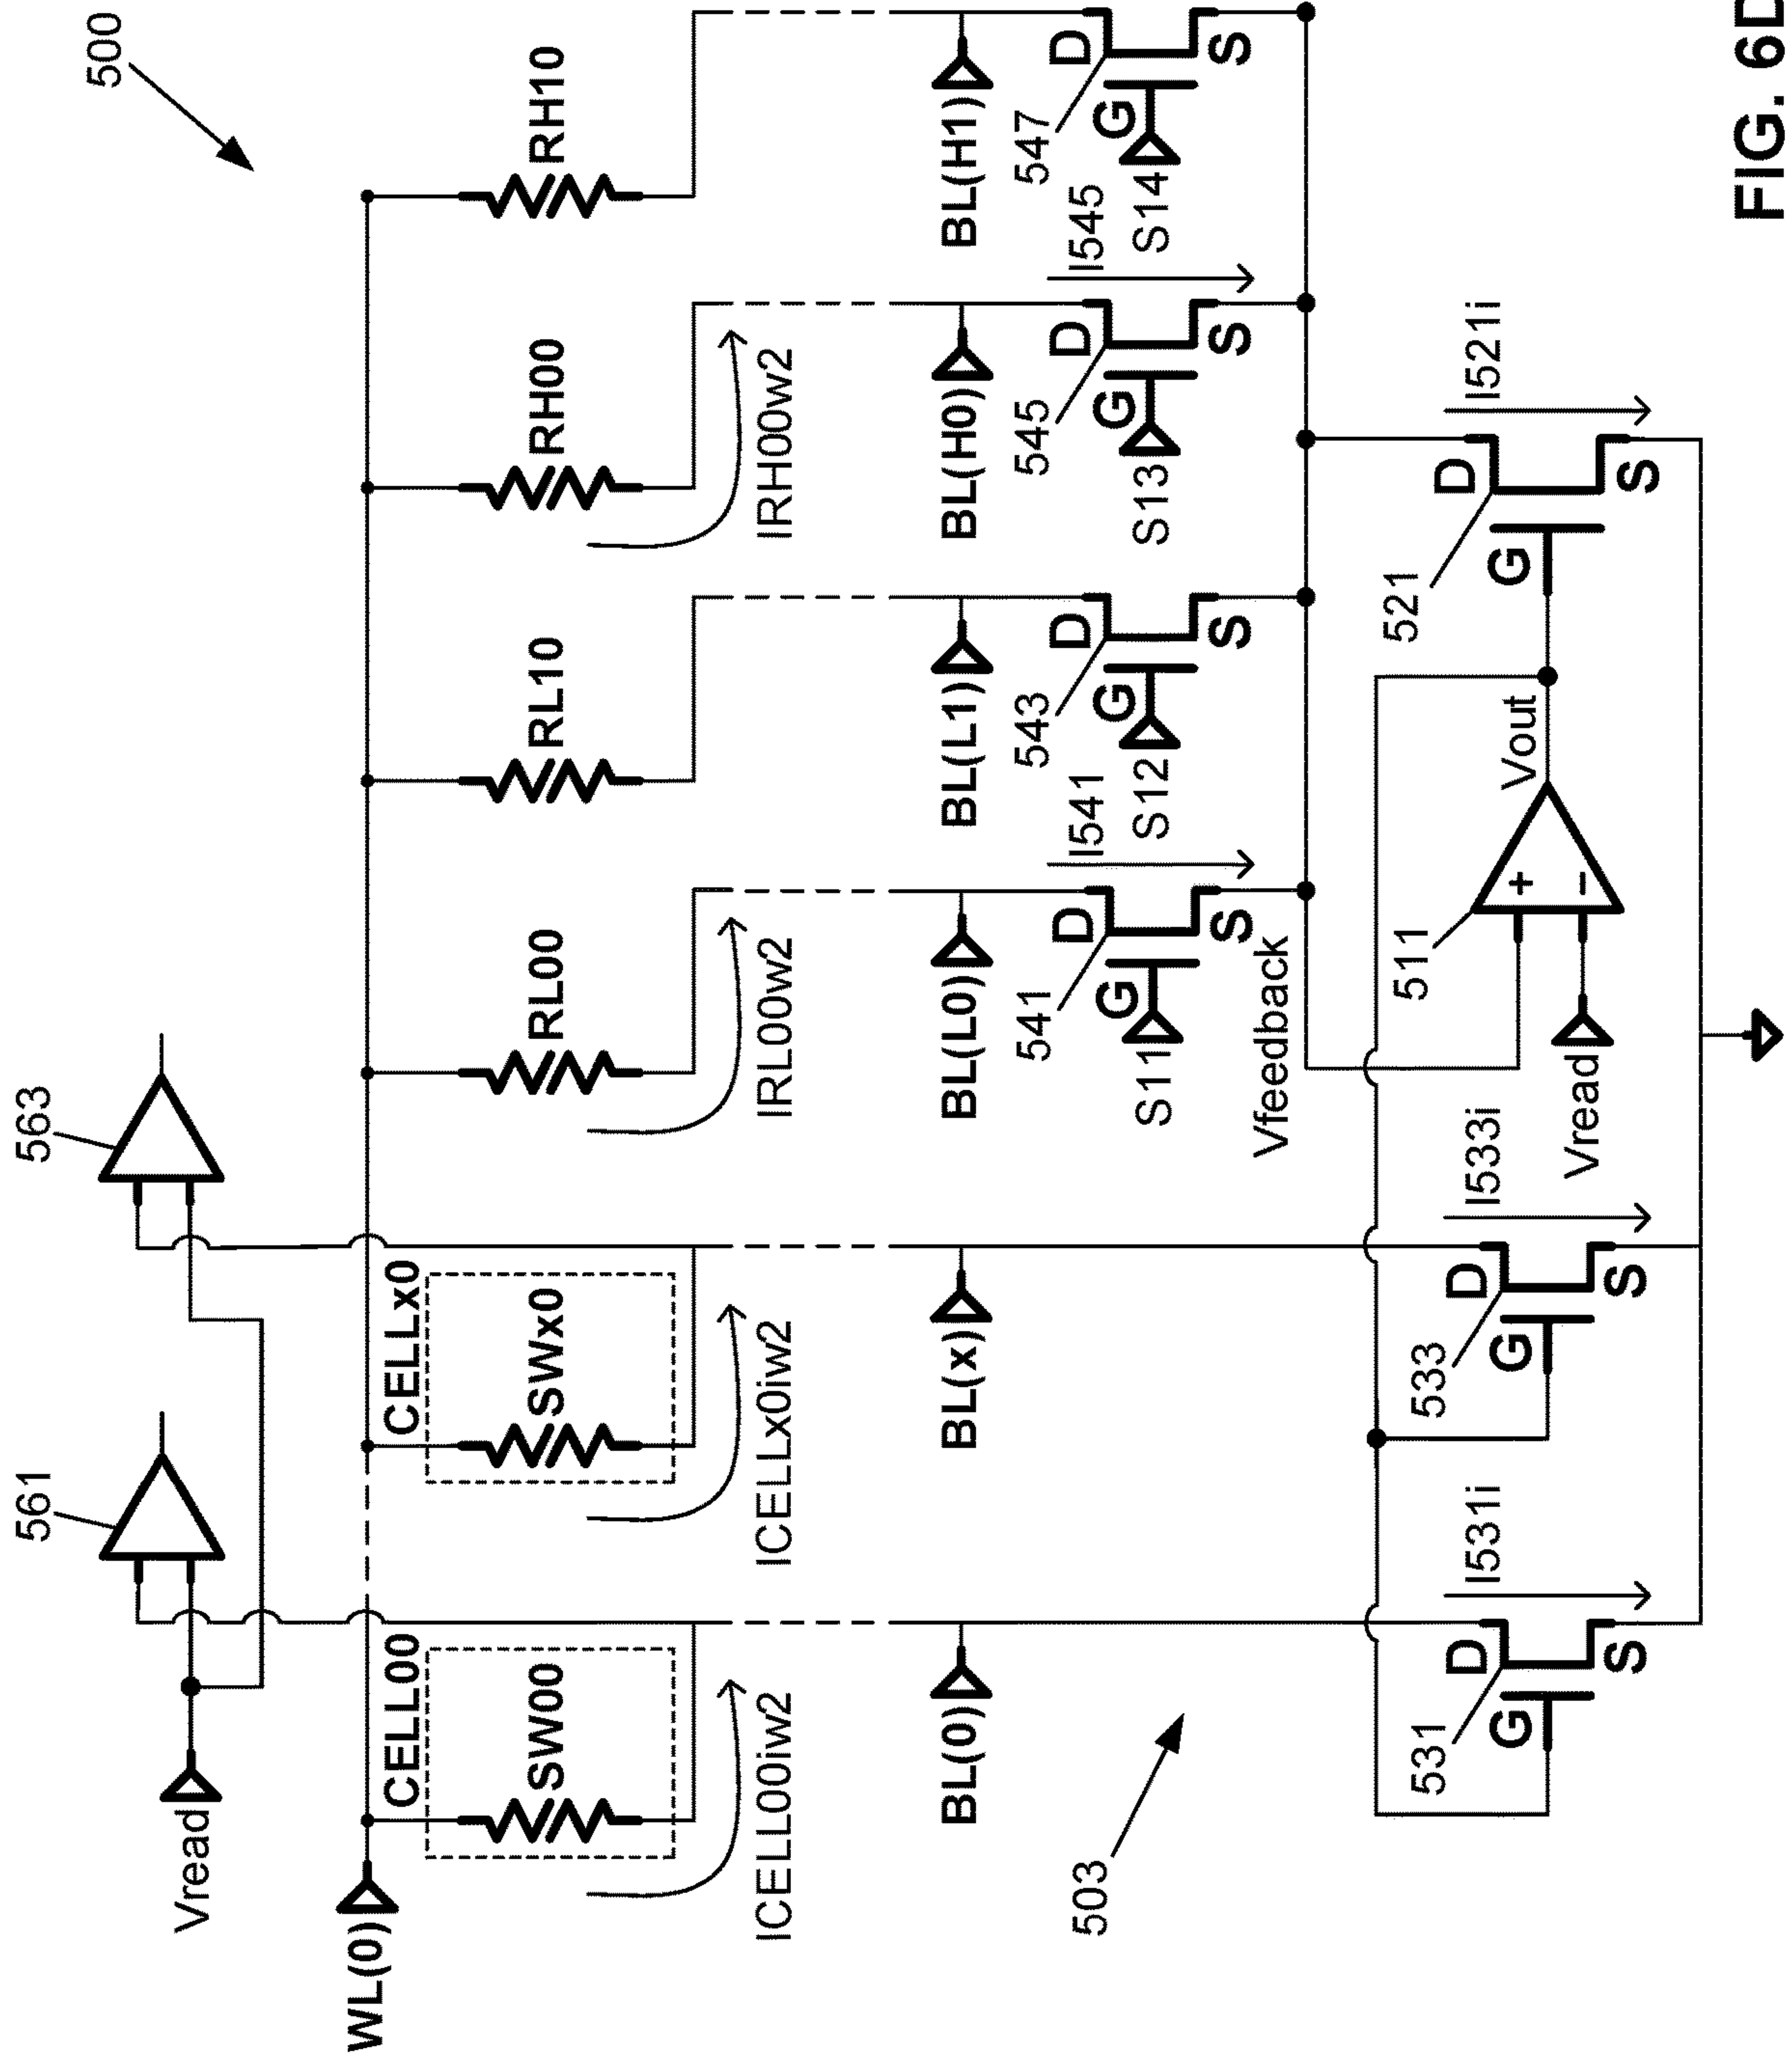 500
563
561
Vread
WL(0)
CELL00
CELLx0
SW00
SWx0
RL00
RL10
RH00
RH10
ICELL00iw2
ICELLx0iw2
IRL00w2
IRH00w2
BL(0)
BL(x)
BL(L0)
BL(L1)
BL(H0)
BL(H1)
503
541
D
G
S
S11
I541
543
D
G
S
S12
545
D
G
S
S13
I545
547
D
G
S
S14
Vfeedback
531
D
G
S
I531i
533
D
G
S
I533i
Vread
511
+
−
Vout
521
D
G
S
I521i
FIG. 6D